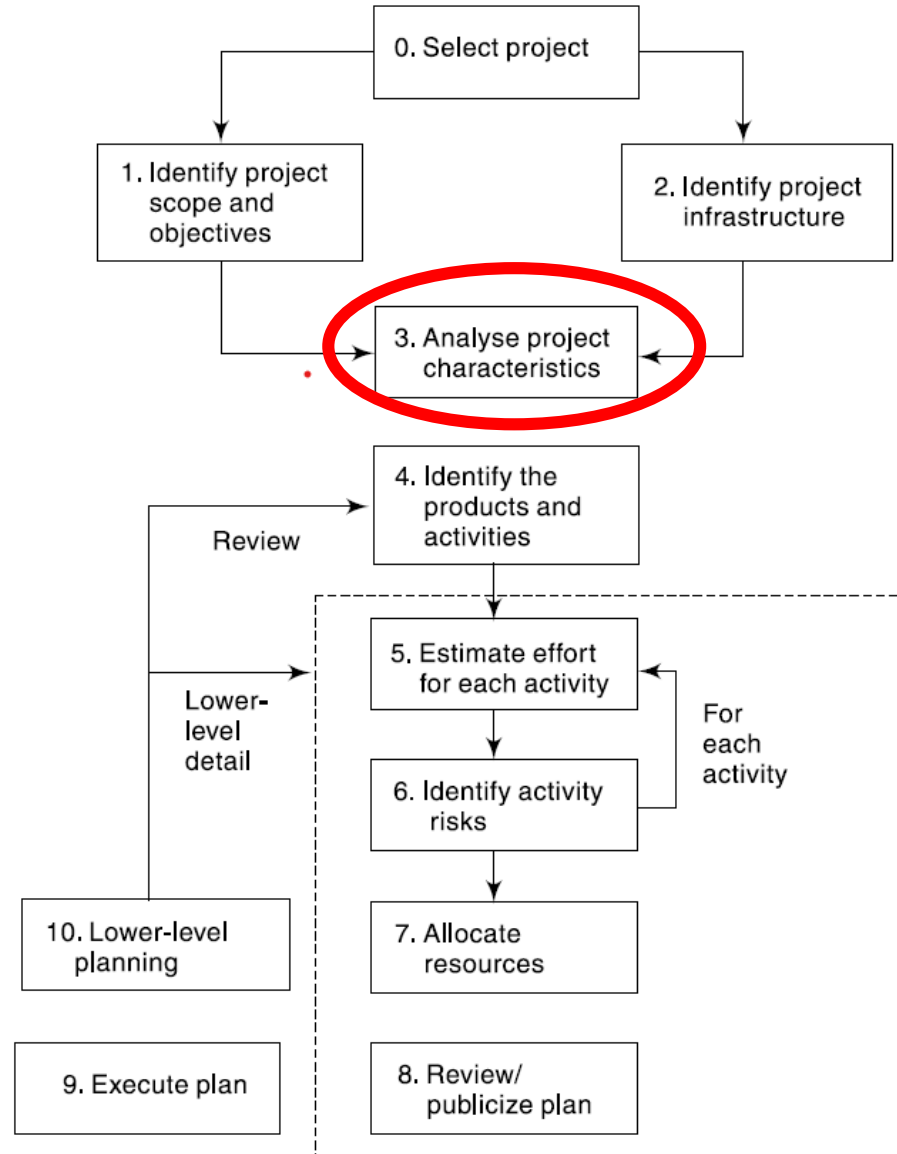 0. Select project
1. Identify project
scope and
objectives
2. Identify project
infrastructure
3. Analyse project
characteristics
4. Identify the
products and
activities
Review
5. Estimate effort
for each activity
Lower-
level
detail
For
each
activity
6. Identify activity
risks
10. Lower-level
planning
7. Allocate
resources
9. Execute plan
8. Review/
publicize plan